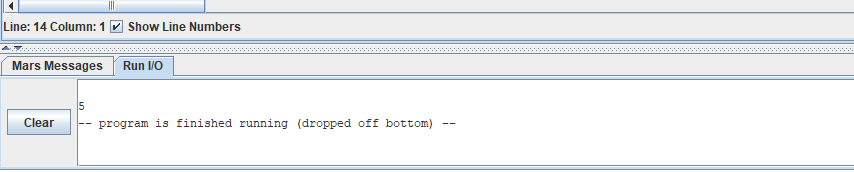 Line: 14 Column: 1 Show Line Numbers
Mars Messages Run I/O
5
Clear
-- program is finished running (dropped off bottom) --